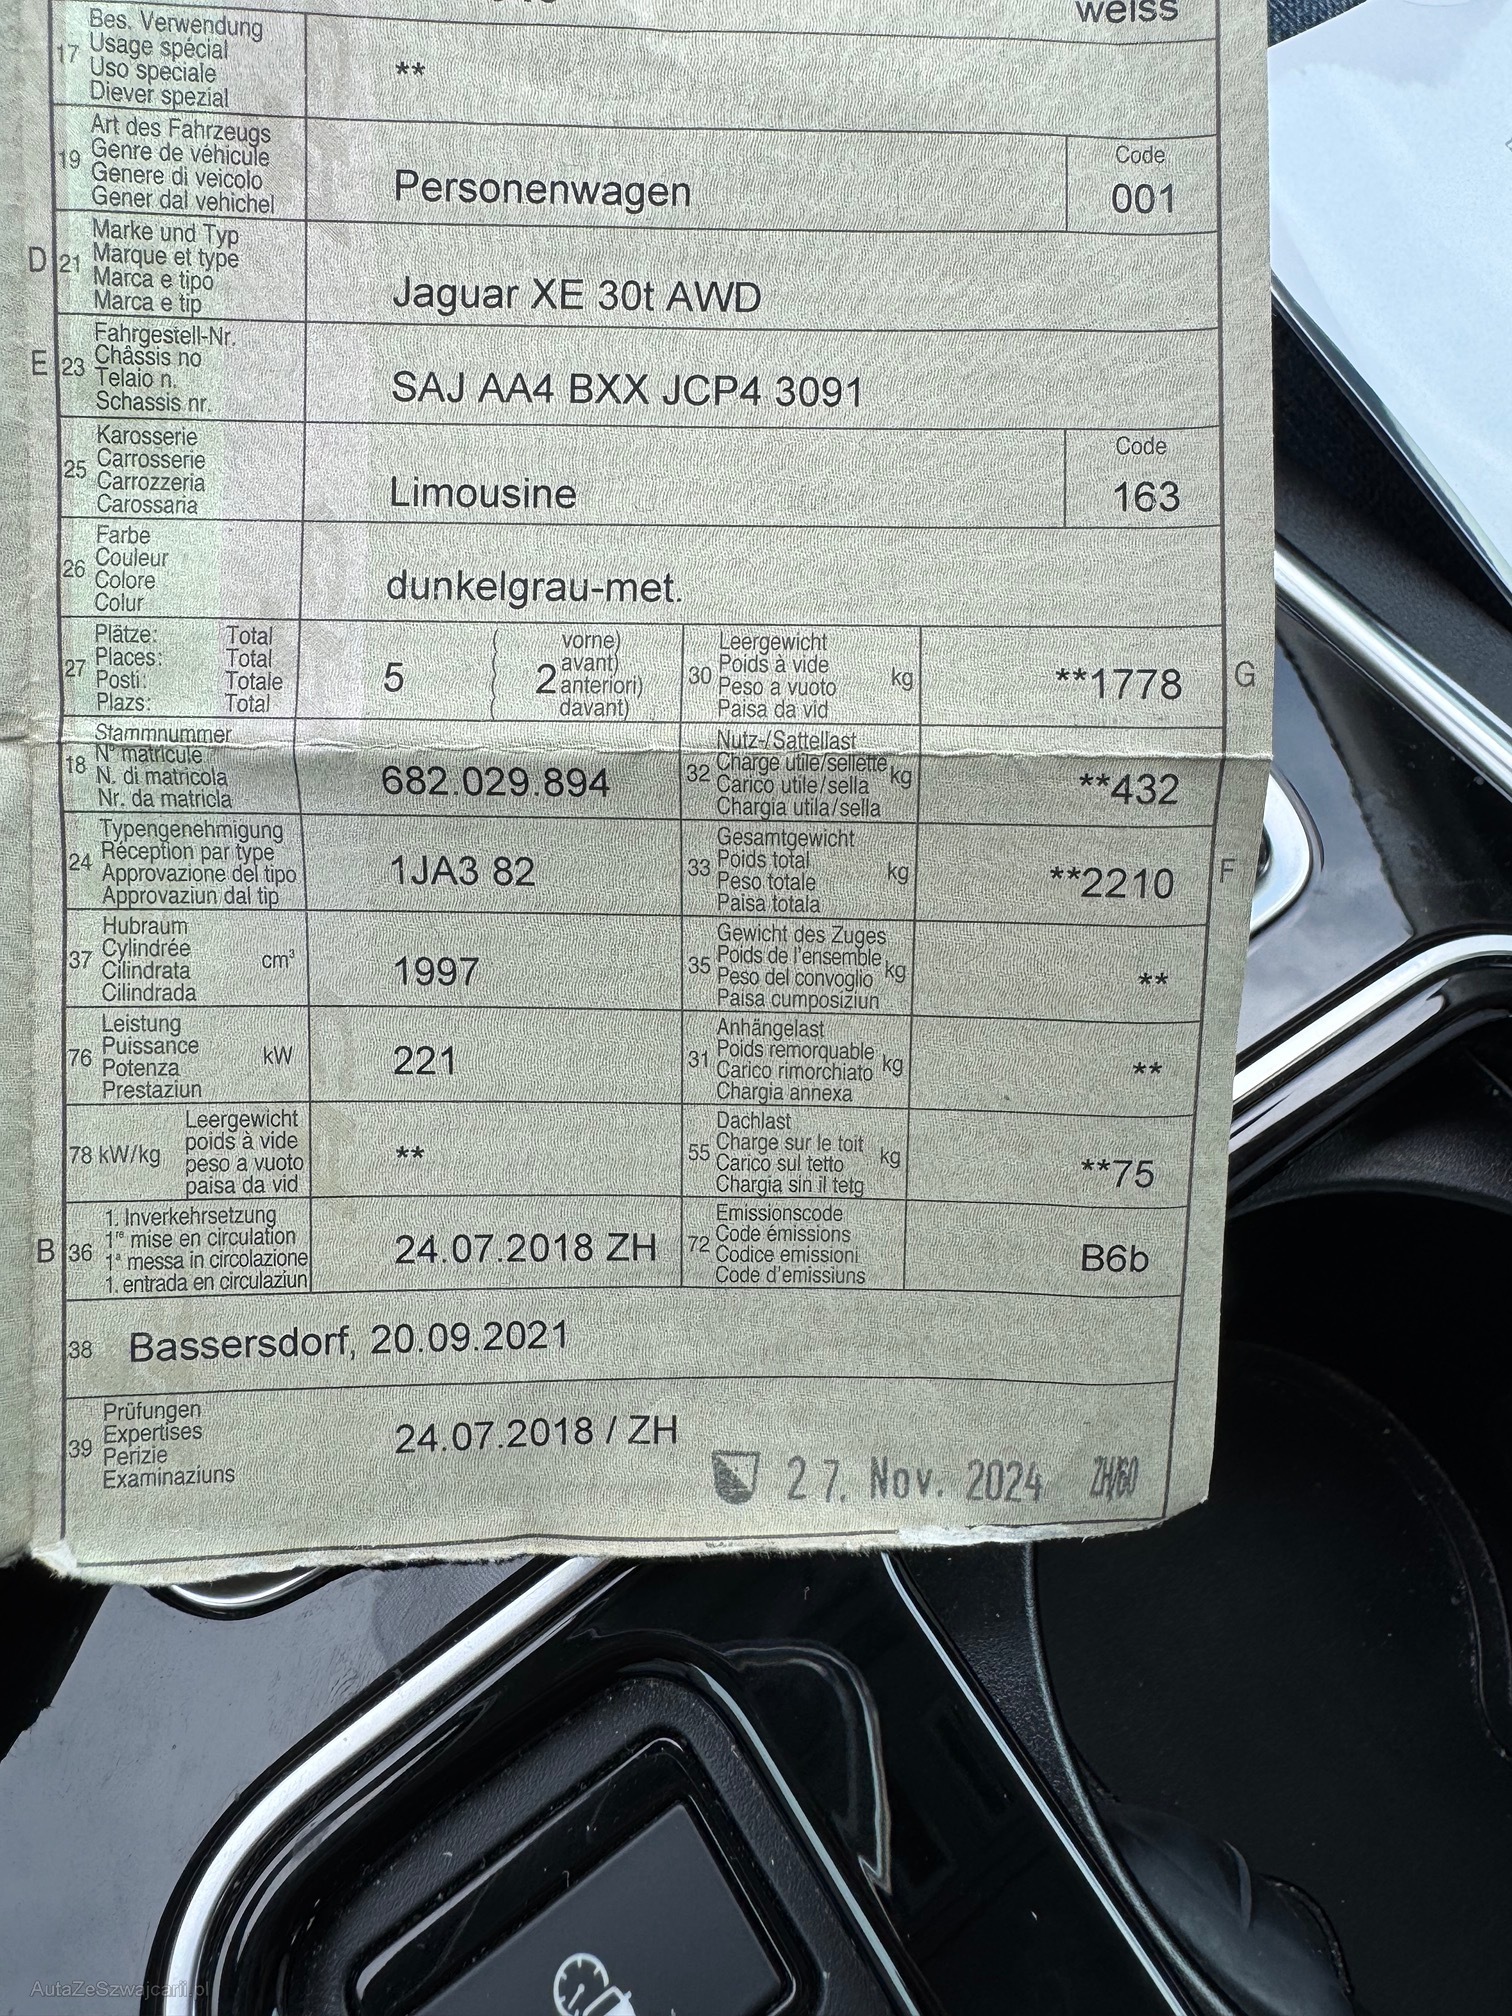 weiss
Bes. Verwendung
17 Usage spécial
Uso speciale
Diever spezial
**
Art des Fahrzeugs
19 Genre de véhicule
Genere di veicolo
Gener dal vehichel
Personenwagen
Code
001
Marke und Typ
D 21 Marque et type
Marca e tipo
Marca e tip
Jaguar XE 30t AWD
Fahrgestell-Nr.
E 23 Châssis no
Telaio n.
Schassis nr.
SAJ AA4 BXX JCP4 3091
Karosserie
25 Carrosserie
Carrozzeria
Carossaria
Limousine
Code
163
Farbe
26 Couleur
Colore
Colur
dunkelgrau-met.
Plätze: Total
27 Places: Total
Posti: Totale
Plazs: Total
5
( vorne)
avant)
2 anteriori)
( davant)
Leergewicht
30 Poids à vide kg
Peso a vuoto
Paisa da vid
**1778 G
Stammnummer
18 N° matricule
N. di matricola
Nr. da matricla
682.029.894
Nutz-/Sattellast
32 Charge utile/sellette kg
Carico utile/sella
Chargia utila/sella
**432
Typengenehmigung
24 Réception par type
Approvazione del tipo
Approvaziun dal tip
1JA3 82
Gesamtgewicht
33 Poids total kg
Peso totale
Paisa totala
**2210 F
Hubraum
37 Cylindrée cm³
Cilindrata
Cilindrada
1997
Gewicht des Zuges
35 Poids de l'ensemble kg
Peso del convoglio
Paisa cumposiziun
**
Leistung
76 Puissance kW
Potenza
Prestaziun
221
Anhängelast
31 Poids remorquable kg
Carico rimorchiato
Chargia annexa
**
Leergewicht
78 kW/kg poids à vide
peso a vuoto
paisa da vid
**
Dachlast
55 Charge sur le toit kg
Carico sul tetto
Chargia sin il tetg
**75
1. Inverkehrsetzung
B 36 1re mise en circulation
1a messa in circolazione
1. entrada en circulaziun
24.07.2018 ZH
Emissionscode
72 Code émissions
Codice emissioni
Code d'emissiuns
B6b
38 Bassersdorf, 20.09.2021
Prüfungen
39 Expertises
Perizie
Examinaziuns
24.07.2018 / ZH
27. Nov. 2024 ZH/60
AutaZeSzwajcarii.pl